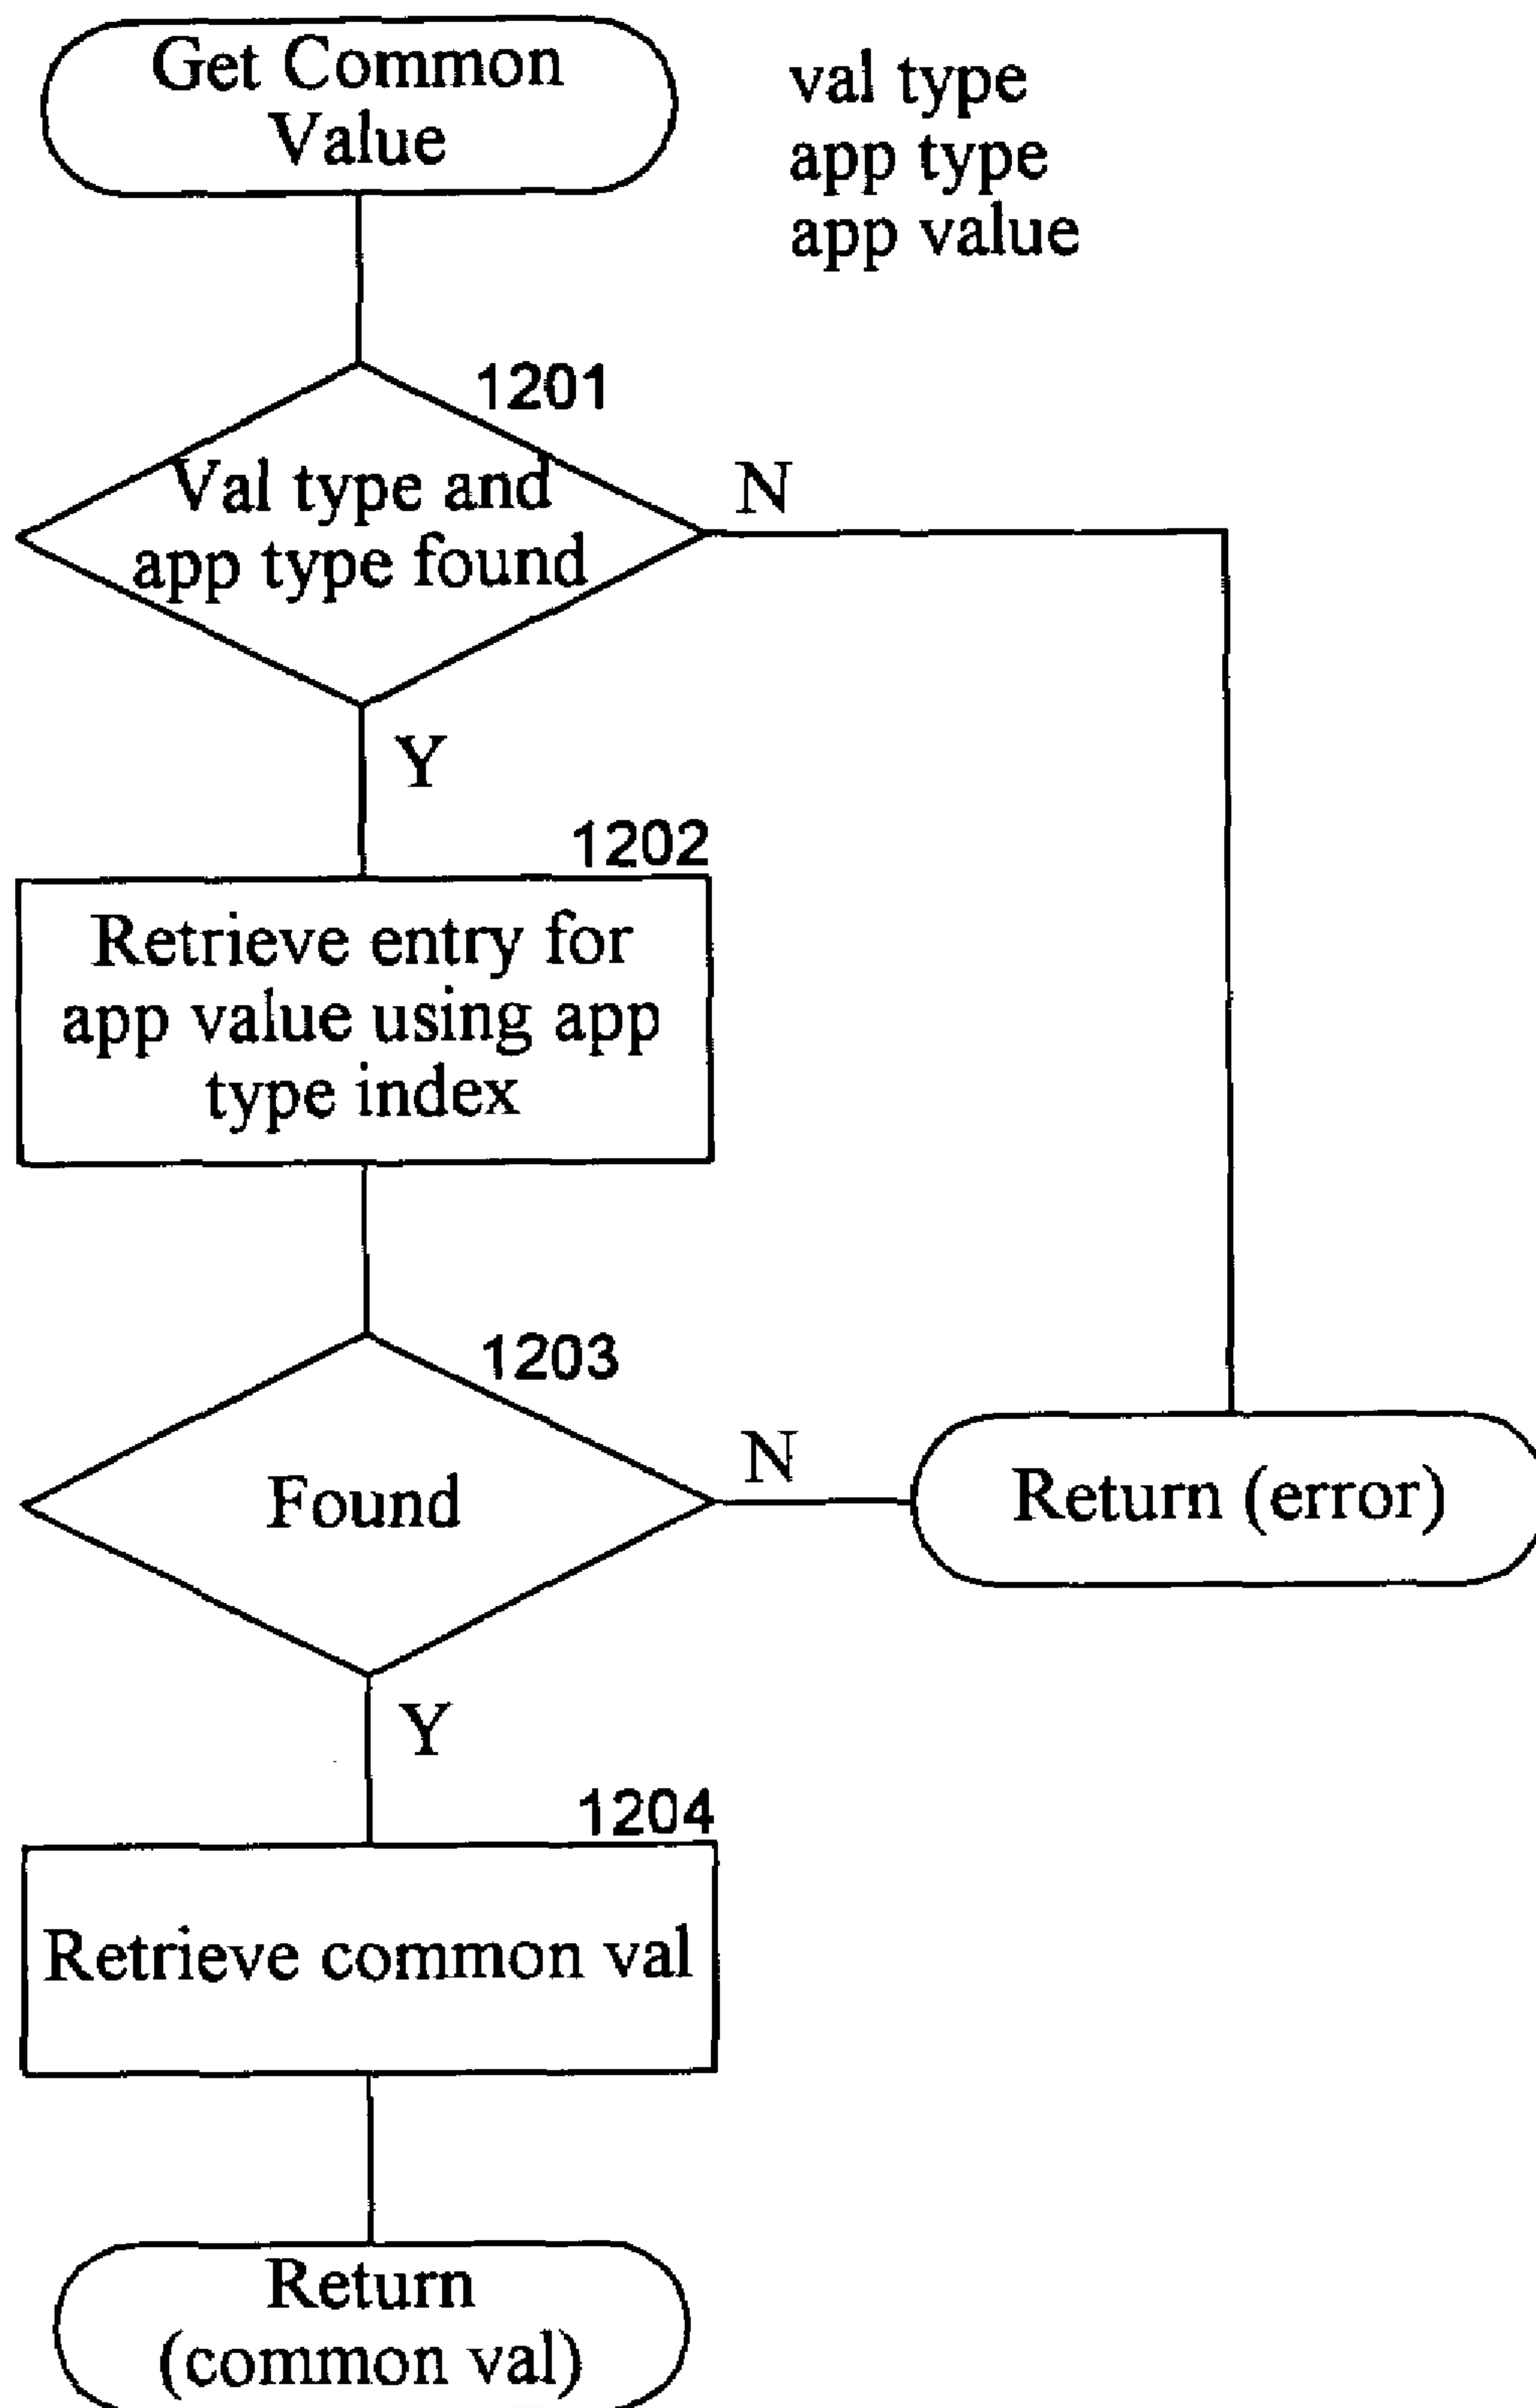 Get Common
Value
val type
app type
app value
1201
Val type and
app type found
N
Y
1202
Retrieve entry for
app value using app
type index
1203
Found
N
Return (error)
Y
1204
Retrieve common val
Return
(common val)